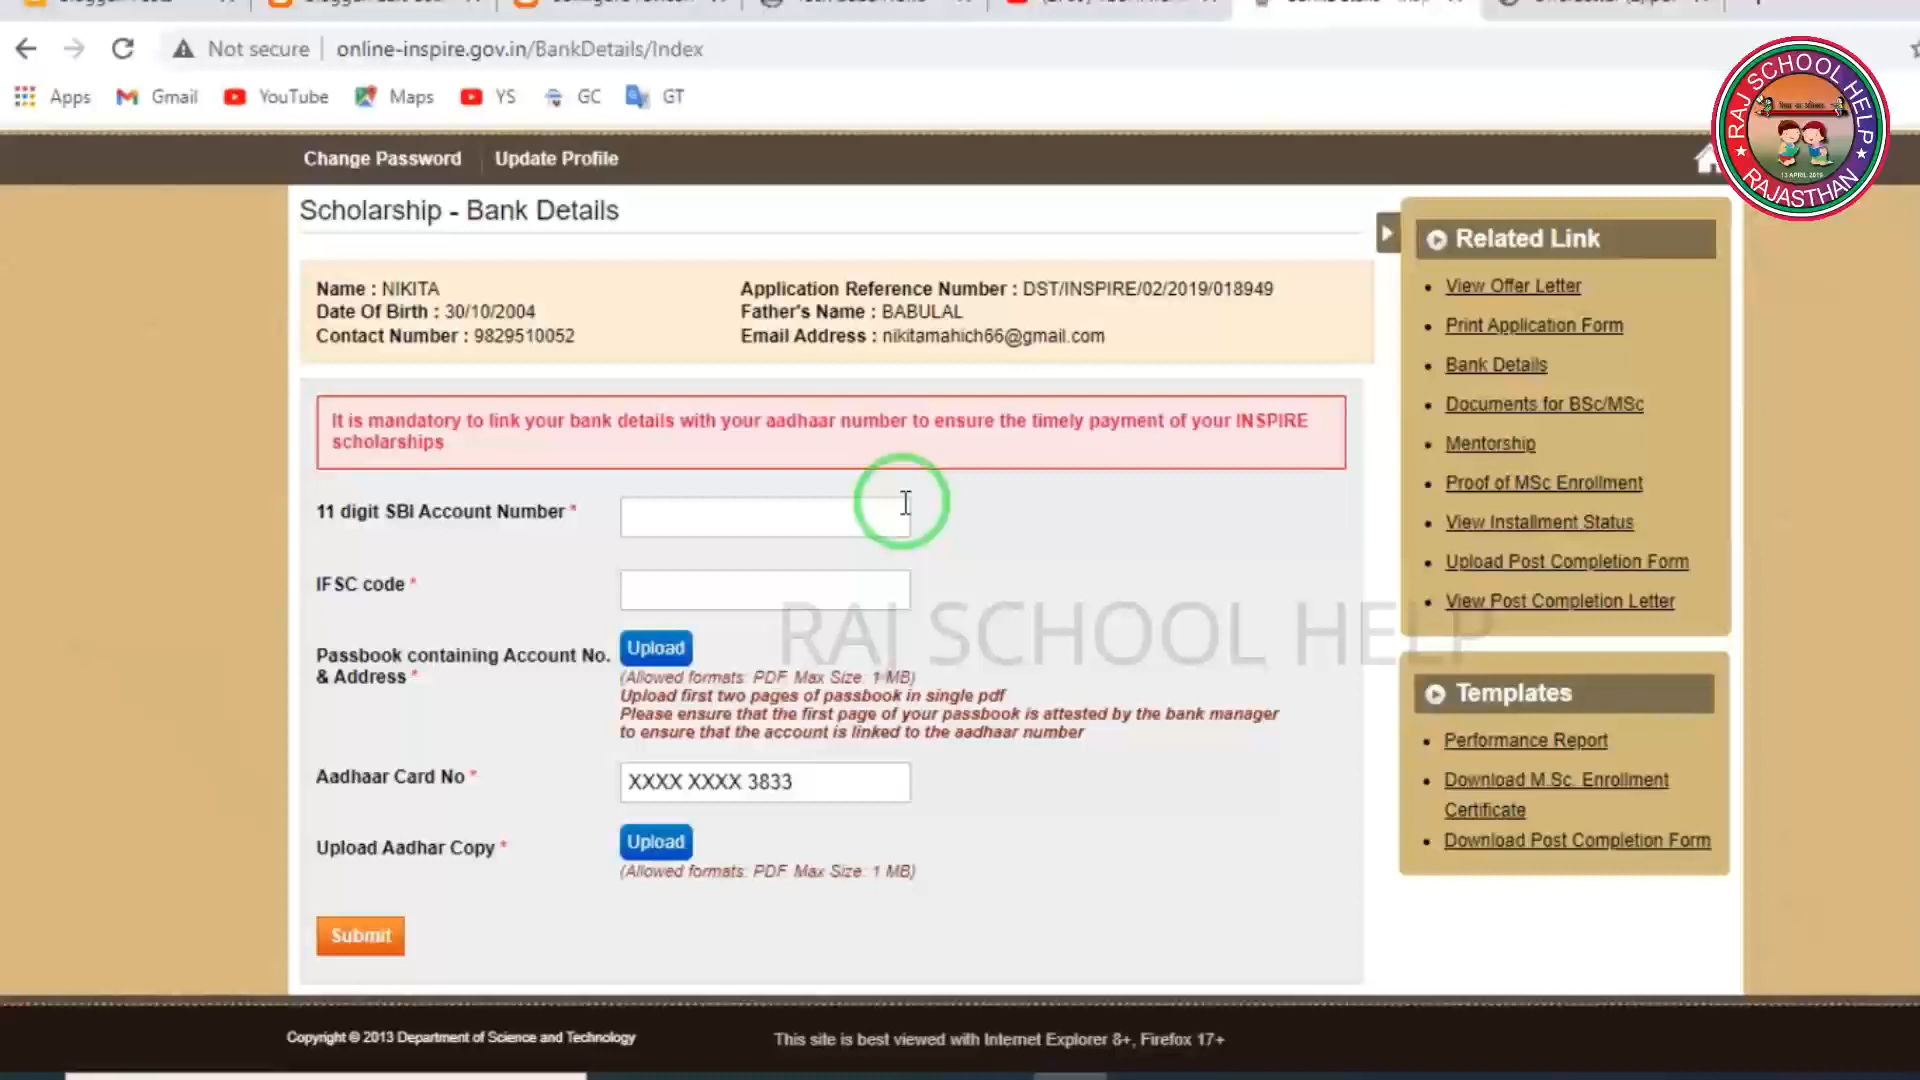 Not secure online-inspire.gov.in/BankDetails/Index
Apps Gmail YouTube Maps YS GC GT
RAJ SCHOOL HELP
13 APRIL 2019
RAJASTHAN
Change Password Update Profile
Scholarship - Bank Details
Name : NIKITA
Date Of Birth : 30/10/2004
Contact Number : 9829510052
Application Reference Number : DST/INSPIRE/02/2019/018949
Father's Name : BABULAL
Email Address : nikitamahich66@gmail.com
It is mandatory to link your bank details with your aadhaar number to ensure the timely payment of your INSPIRE
scholarships
11 digit SBI Account Number *
IFSC code *
Passbook containing Account No.
& Address *
Upload
(Allowed formats: PDF Max Size: 1 MB)
Upload first two pages of passbook in single pdf
Please ensure that the first page of your passbook is attested by the bank manager
to ensure that the account is linked to the aadhaar number
Aadhaar Card No *
XXXX XXXX 3833
Upload Aadhar Copy *
Upload
(Allowed formats: PDF Max Size: 1 MB)
Submit
RAJ SCHOOL HELP
Related Link
View Offer Letter
Print Application Form
Bank Details
Documents for BSc/MSc
Mentorship
Proof of MSc Enrollment
View Installment Status
Upload Post Completion Form
View Post Completion Letter
Templates
Performance Report
Download M.Sc. Enrollment
Certificate
Download Post Completion Form
Copyright © 2013 Department of Science and Technology
This site is best viewed with Internet Explorer 8+, Firefox 17+